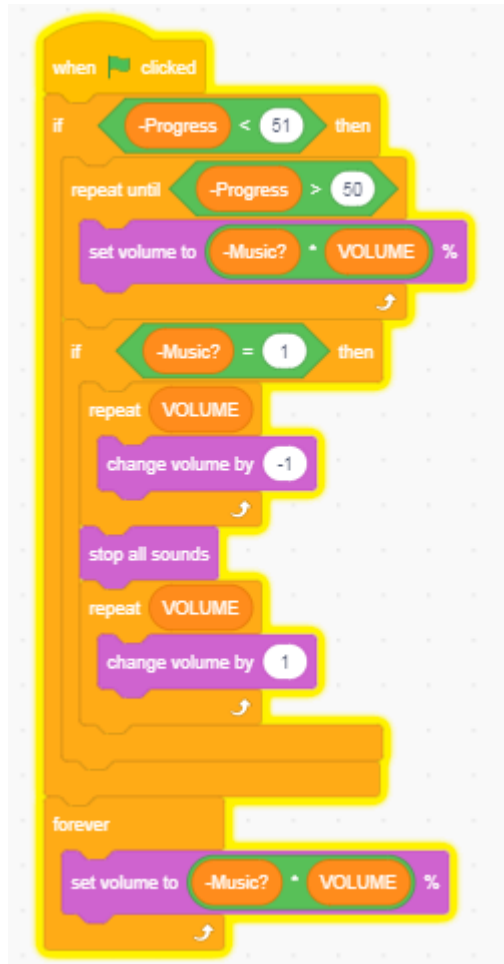 when clicked
if -Progress < 51 then
repeat until -Progress > 50
set volume to -Music? * VOLUME %
if -Music? = 1 then
repeat VOLUME
change volume by -1
stop all sounds
repeat VOLUME
change volume by 1
forever
set volume to -Music? * VOLUME %